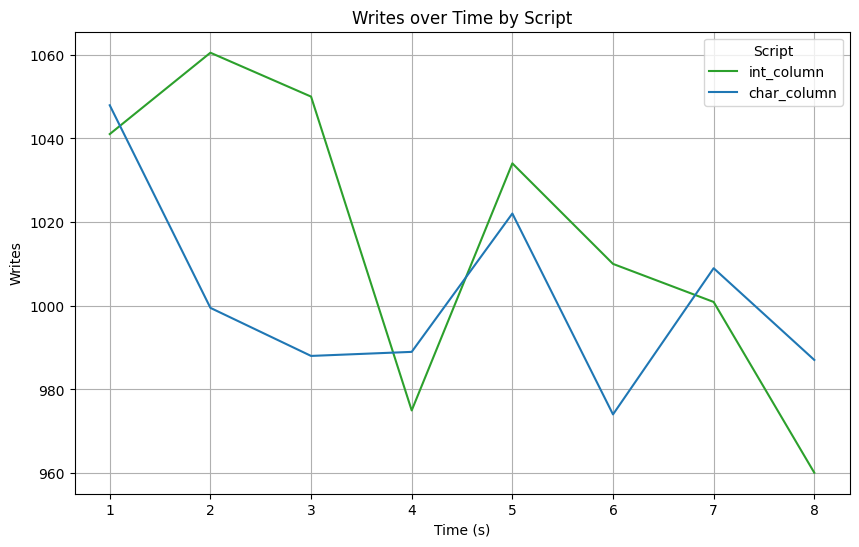 Writes over Time by Script
Script
int_column
char_column
1060
1040
1020
1000
980
960
Writes
1
2
3
4
5
6
7
8
Time (s)